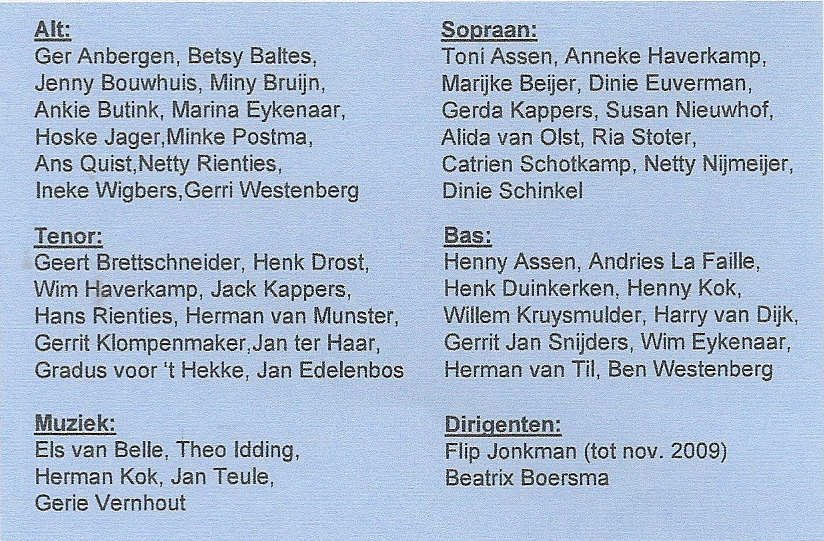 Alt:
Ger Anbergen, Betsy Baltes,
Jenny Bouwhuis, Miny Bruijn,
Ankie Butink, Marina Eykenaar,
Hoske Jager,Minke Postma,
Ans Quist,Netty Rienties,
Ineke Wigbers,Gerri Westenberg
Sopraan:
Toni Assen, Anneke Haverkamp,
Marijke Beijer, Dinie Euverman,
Gerda Kappers, Susan Nieuwhof,
Alida van Olst, Ria Stoter,
Catrien Schotkamp, Netty Nijmeijer,
Dinie Schinkel
Tenor:
Geert Brettschneider, Henk Drost,
Wim Haverkamp, Jack Kappers,
Hans Rienties, Herman van Munster,
Gerrit Klompenmaker,Jan ter Haar,
Gradus voor 't Hekke, Jan Edelenbos
Bas:
Henny Assen, Andries La Faille,
Henk Duinkerken, Henny Kok,
Willem Kruysmulder, Harry van Dijk,
Gerrit Jan Snijders, Wim Eykenaar,
Herman van Til, Ben Westenberg
Muziek:
Els van Belle, Theo Idding,
Herman Kok, Jan Teule,
Gerie Vernhout
Dirigenten:
Flip Jonkman (tot nov. 2009)
Beatrix Boersma